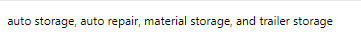 auto storage, auto repair, material storage, and trailer storage